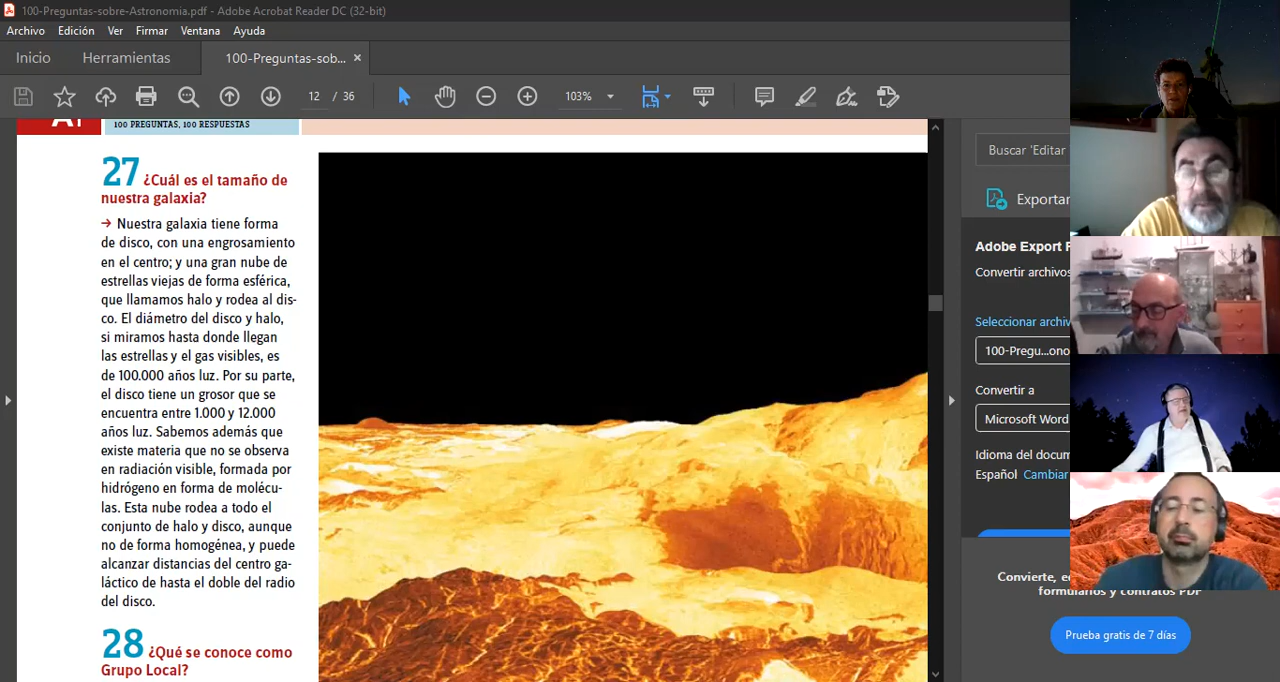 100-Preguntas-sobre-Astronomia.pdf - Adobe Acrobat Reader DC (32-bit)
Archivo Edición Ver Firmar Ventana Ayuda
Inicio Herramientas 100-Preguntas-sob... ×
12 / 36 103%
100 PREGUNTAS, 100 RESPUESTAS
27 ¿Cuál es el tamaño de
nuestra galaxia?
→ Nuestra galaxia tiene forma
de disco, con una engrosamiento
en el centro; y una gran nube de
estrellas viejas de forma esférica,
que llamamos halo y rodea al dis-
co. El diámetro del disco y halo,
si miramos hasta donde llegan
las estrellas y el gas visibles, es
de 100.000 años luz. Por su parte,
el disco tiene un grosor que se
encuentra entre 1.000 y 12.000
años luz. Sabemos además que
existe materia que no se observa
en radiación visible, formada por
hidrógeno en forma de molécu-
las. Esta nube rodea a todo el
conjunto de halo y disco, aunque
no de forma homogénea, y puede
alcanzar distancias del centro ga-
láctico de hasta el doble del radio
del disco.
28 ¿Qué se conoce como
Grupo Local?
Buscar 'Editar
Exportar
Adobe Export
Convertir archivos
Seleccionar archiv
100-Pregu...ono
Convertir a
Microsoft Word
Idioma del docum
Español Cambiar
Convierte, e
formularios y contratos PDF
Prueba gratis de 7 días